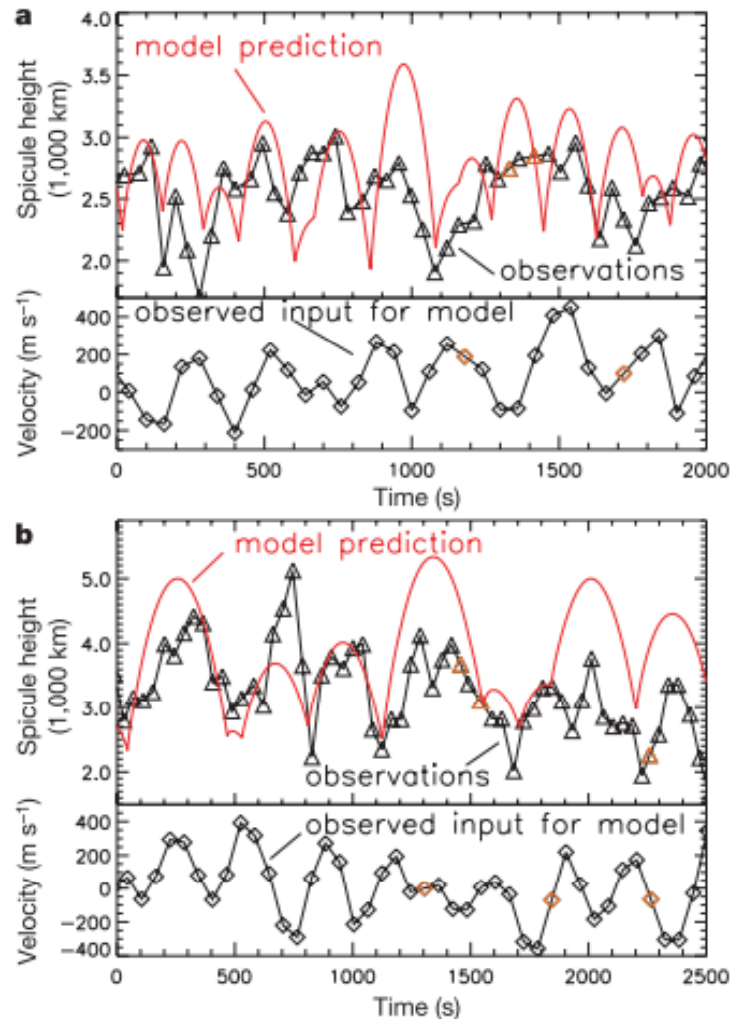 a
4.0
3.5
3.0
2.5
2.0
Spicule height
(1,000 km)
model prediction
observations
400
200
0
−200
Velocity (m s⁻¹)
observed input for model
0 500 1000 1500 2000
Time (s)
b
5.0
4.0
3.0
2.0
Spicule height
(1,000 km)
model prediction
observations
400
200
0
−200
−400
Velocity (m s⁻¹)
observed input for model
0 500 1000 1500 2000 2500
Time (s)